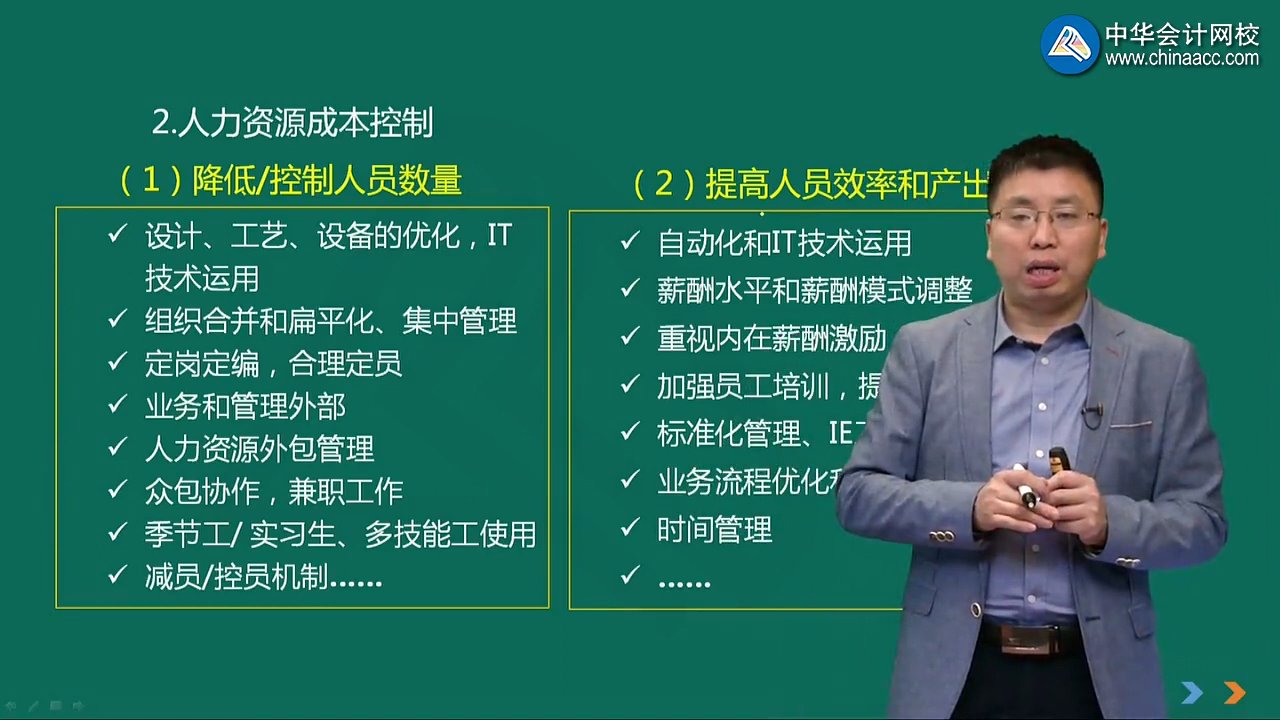 中华会计网校
www.chinaacc.com
2.人力资源成本控制
（1）降低/控制人员数量
✓ 设计、工艺、设备的优化，IT
技术运用
✓ 组织合并和扁平化、集中管理
✓ 定岗定编，合理定员
✓ 业务和管理外部
✓ 人力资源外包管理
✓ 众包协作，兼职工作
✓ 季节工/ 实习生、多技能工使用
✓ 减员/控员机制……
（2）提高人员效率和产出
✓ 自动化和IT技术运用
✓ 薪酬水平和薪酬模式调整
✓ 重视内在薪酬激励
✓ 加强员工培训，提
✓ 标准化管理、IE
✓ 业务流程优化和
✓ 时间管理
✓ ……